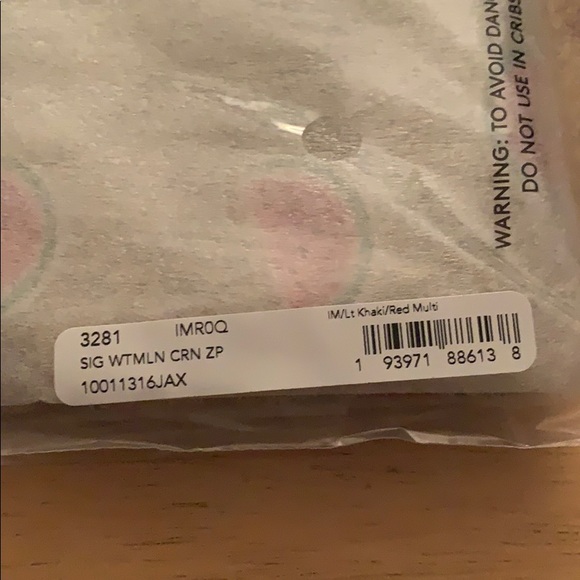 WARNING: TO AVOID DAN
DO NOT USE IN CRIBS
3281 IMR0Q
SIG WTMLN CRN ZP
10011316JAX
IM/Lt Khaki/Red Multi
1 93971 88613 8